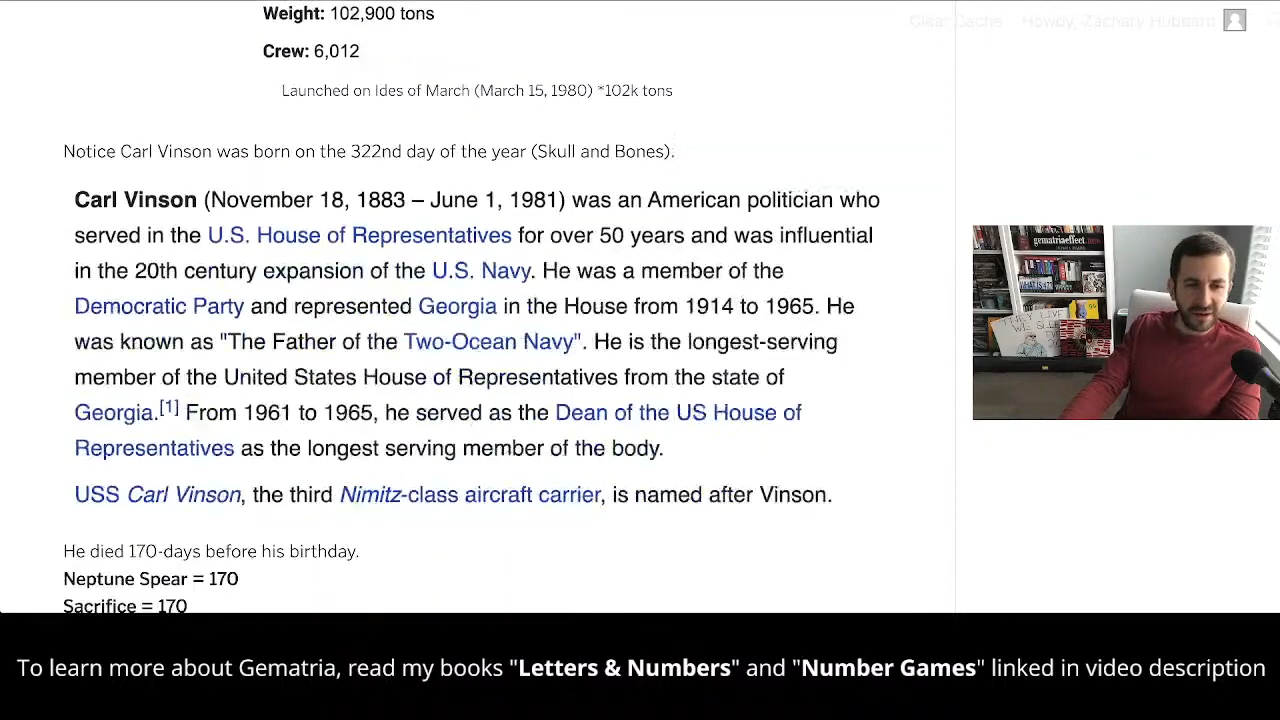 Weight: 102,900 tons
Clear Cache Howdy, Zachary Hubbard
Crew: 6,012
Launched on Ides of March (March 15, 1980) *102k tons
Notice Carl Vinson was born on the 322nd day of the year (Skull and Bones).
Carl Vinson (November 18, 1883 – June 1, 1981) was an American politician who
served in the U.S. House of Representatives for over 50 years and was influential
in the 20th century expansion of the U.S. Navy. He was a member of the
Democratic Party and represented Georgia in the House from 1914 to 1965. He
was known as "The Father of the Two-Ocean Navy". He is the longest-serving
member of the United States House of Representatives from the state of
Georgia.[1] From 1961 to 1965, he served as the Dean of the US House of
Representatives as the longest serving member of the body.
USS Carl Vinson, the third Nimitz-class aircraft carrier, is named after Vinson.
He died 170-days before his birthday.
Neptune Spear = 170
Sacrifice = 170
gematriaeffect.news
To learn more about Gematria, read my books "Letters & Numbers" and "Number Games" linked in video description